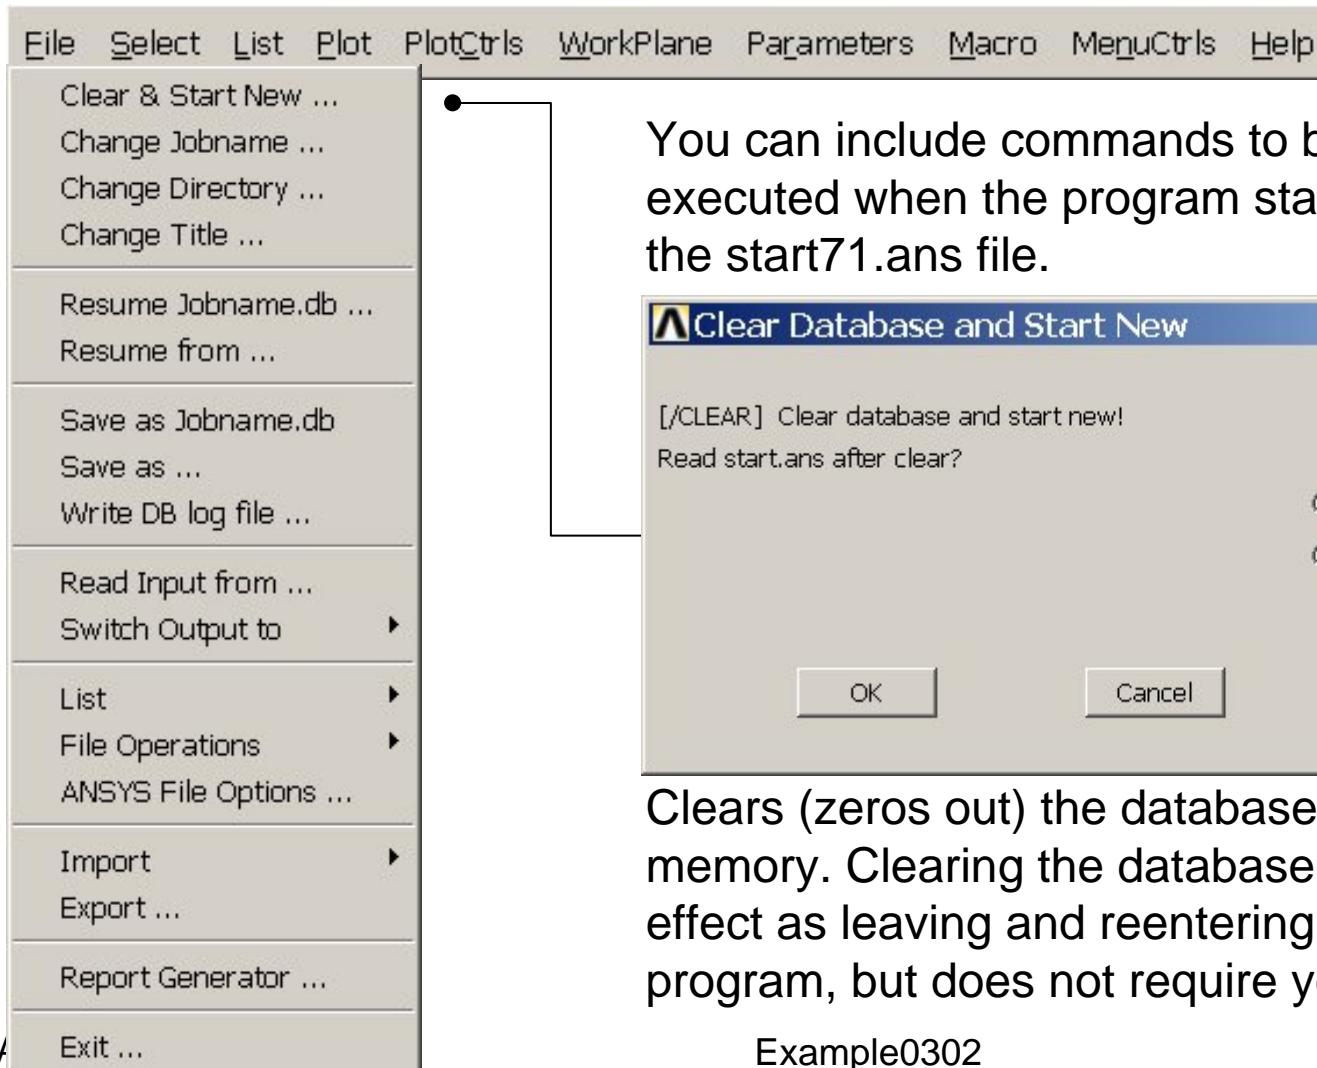 File Select List Plot PlotCtrls WorkPlane Parameters Macro MenuCtrls Help
Clear & Start New ...
Change Jobname ...
Change Directory ...
Change Title ...
Resume Jobname.db ...
Resume from ...
Save as Jobname.db
Save as ...
Write DB log file ...
Read Input from ...
Switch Output to
List
File Operations
ANSYS File Options ...
Import
Export ...
Report Generator ...
Exit ...
You can include commands to b
executed when the program sta
the start71.ans file.
Clear Database and Start New
[/CLEAR] Clear database and start new!
Read start.ans after clear?
OK Cancel
Clears (zeros out) the database
memory. Clearing the database
effect as leaving and reentering
program, but does not require y
Example0302